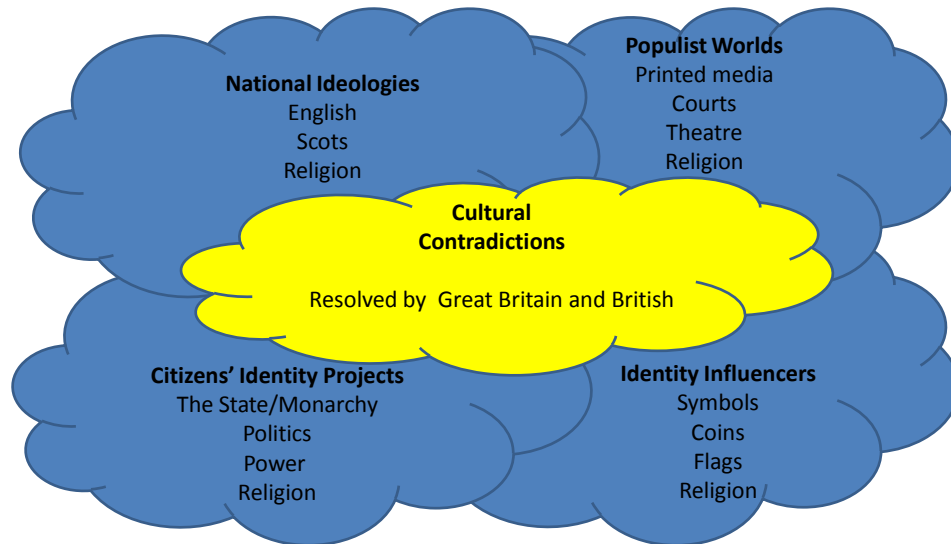 National Ideologies
English
Scots
Religion
Populist Worlds
Printed media
Courts
Theatre
Religion
Cultural
Contradictions
Resolved by Great Britain and British
Citizens' Identity Projects
The State/Monarchy
Politics
Power
Religion
Identity Influencers
Symbols
Coins
Flags
Religion